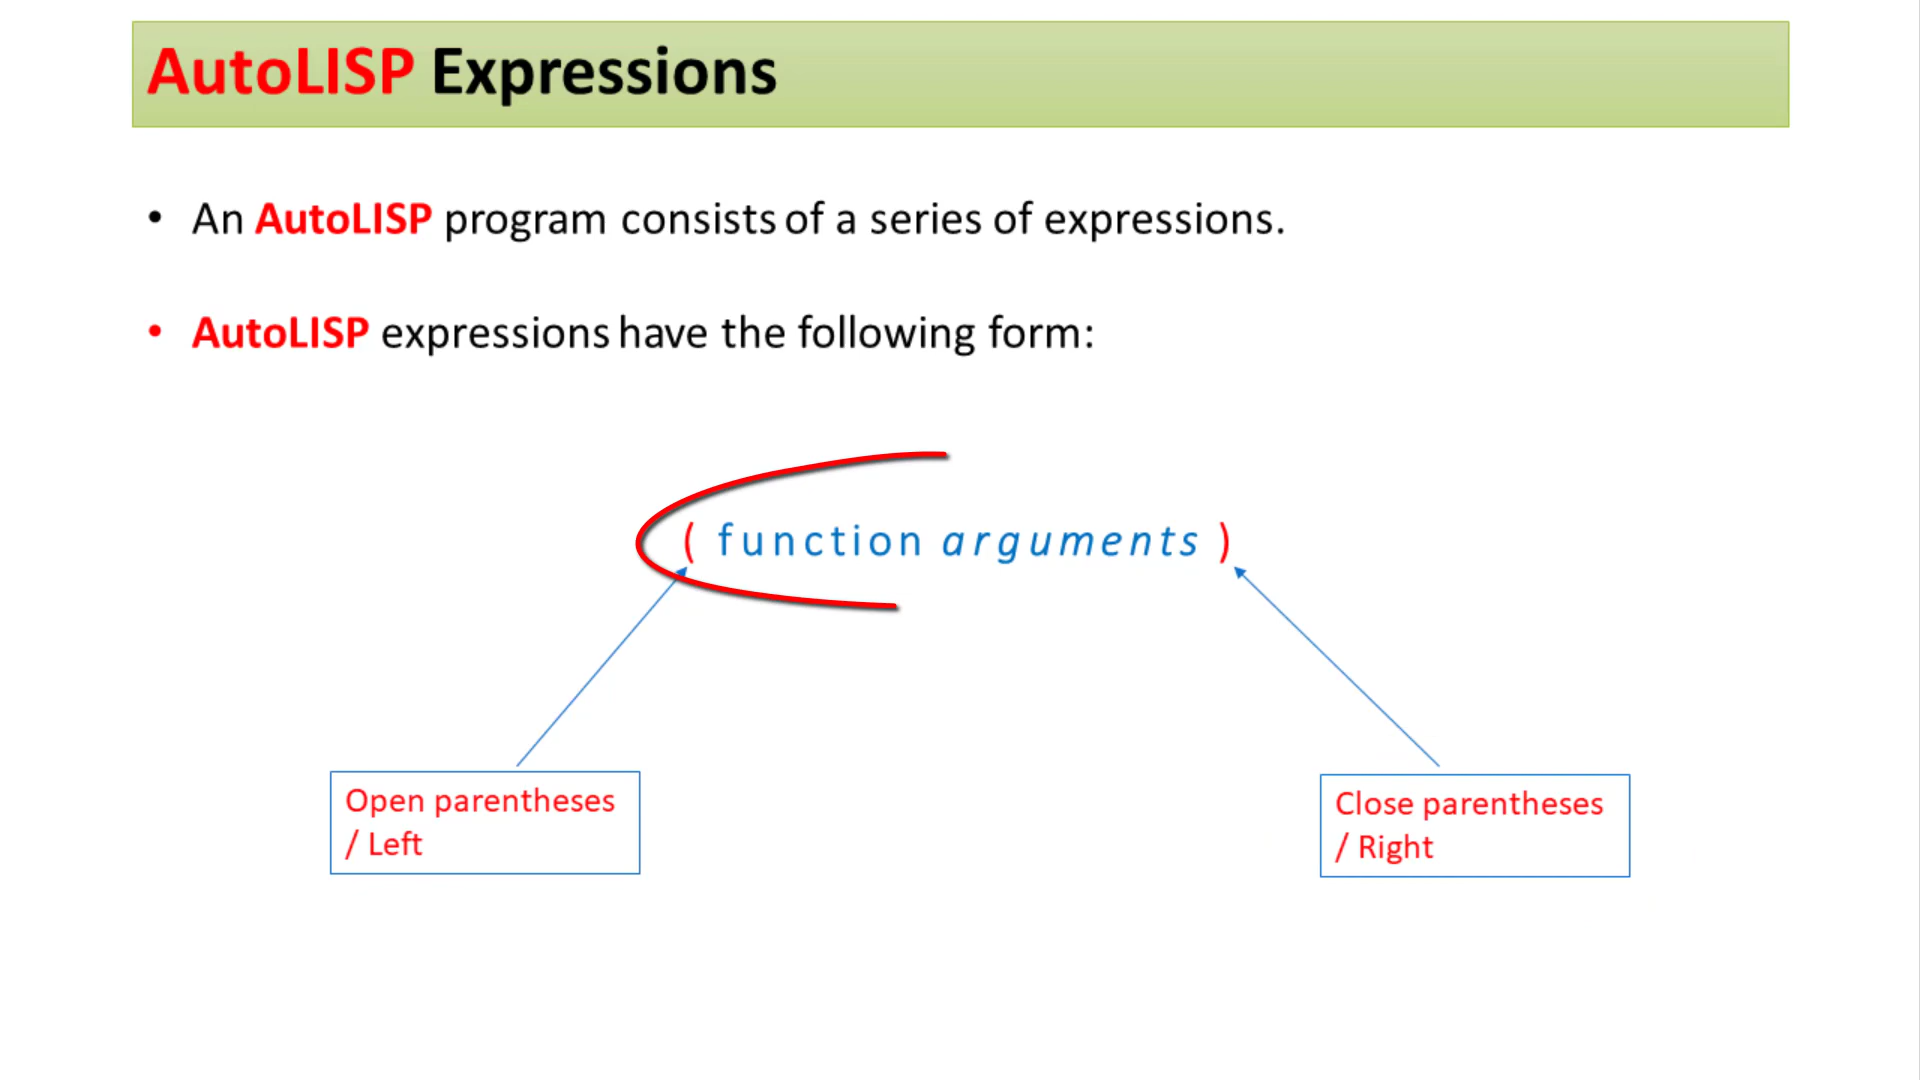 AutoLISP Expressions
• An AutoLISP program consists of a series of expressions.
• AutoLISP expressions have the following form:
( function arguments )
Open parentheses
/ Left
Close parentheses
/ Right